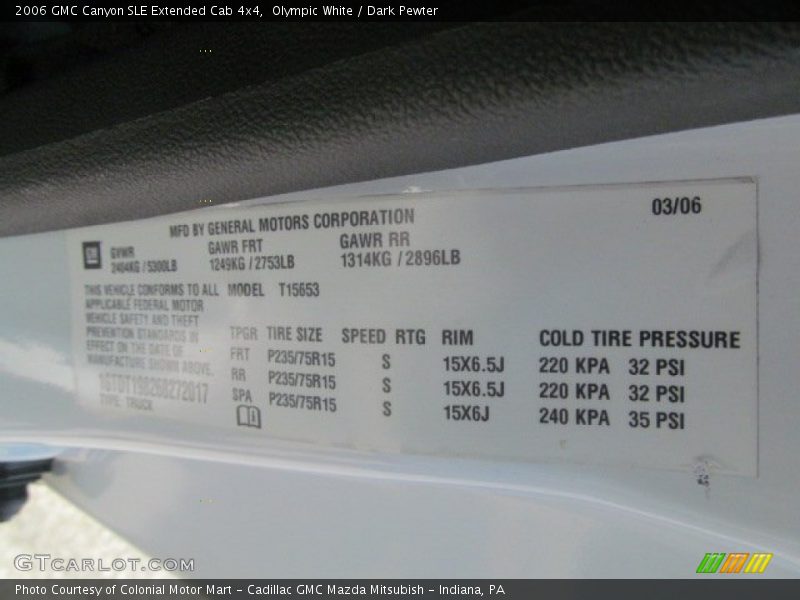 2006 GMC Canyon SLE Extended Cab 4x4, Olympic White / Dark Pewter
03/06
MFD BY GENERAL MOTORS CORPORATION
GM GVWR GAWR FRT GAWR RR
2404KG / 5300LB 1249KG / 2753LB 1314KG / 2896LB
THIS VEHICLE CONFORMS TO ALL MODEL T15653
APPLICABLE FEDERAL MOTOR
VEHICLE SAFETY AND THEFT
PREVENTION STANDARDS IN
EFFECT ON THE DATE OF
MANUFACTURE SHOWN ABOVE.
TYPE: TRUCK
TPGR TIRE SIZE SPEED RTG RIM COLD TIRE PRESSURE
FRT P235/75R15 S 15X6.5J 220 KPA 32 PSI
RR P235/75R15 S 15X6.5J 220 KPA 32 PSI
SPA P235/75R15 S 15X6J 240 KPA 35 PSI
GTCARLOT.COM
Photo Courtesy of Colonial Motor Mart - Cadillac GMC Mazda Mitsubish - Indiana, PA